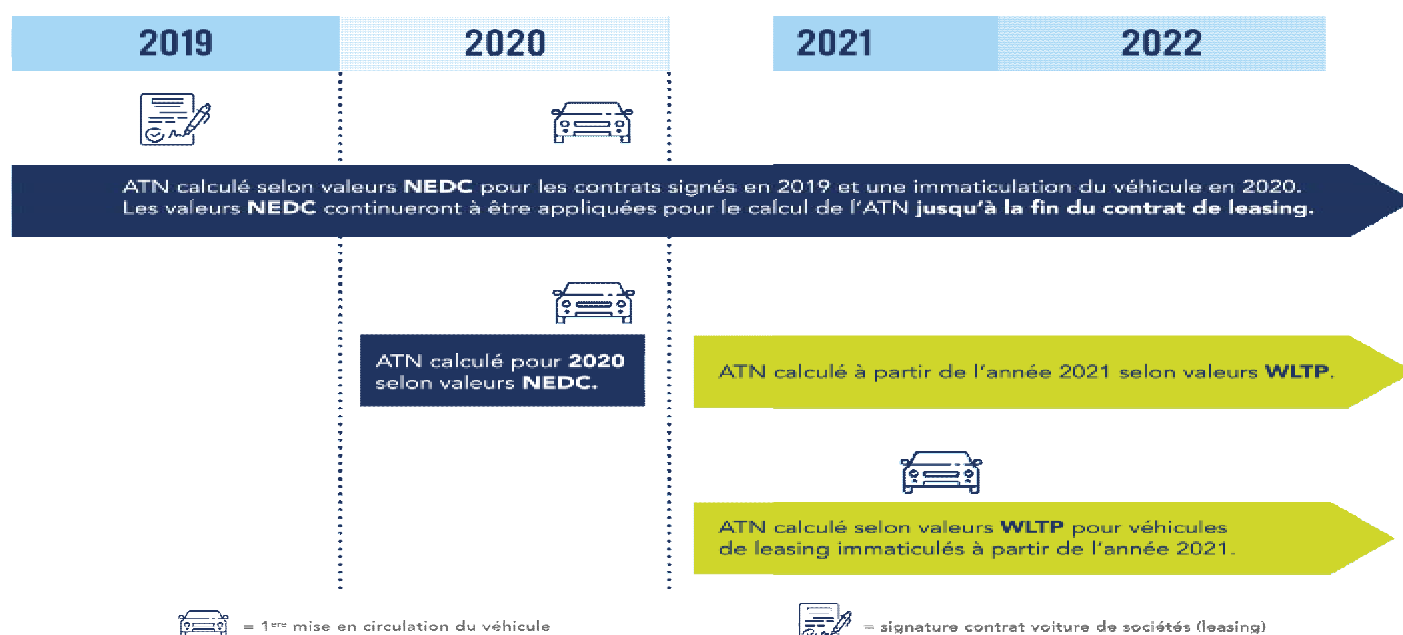 2019 2020 2021 2022
ATN calculé selon valeurs NEDC pour les contrats signés en 2019 et une immaticulation du véhicule en 2020.
Les valeurs NEDC continueront à être appliquées pour le calcul de l'ATN jusqu'à la fin du contrat de leasing.
ATN calculé pour 2020
selon valeurs NEDC.
ATN calculé à partir de l'année 2021 selon valeurs WLTP.
ATN calculé selon valeurs WLTP pour véhicules
de leasing immaticulés à partir de l'année 2021.
= 1ere mise en circulation du véhicule
= signature contrat voiture de sociétés (leasing)